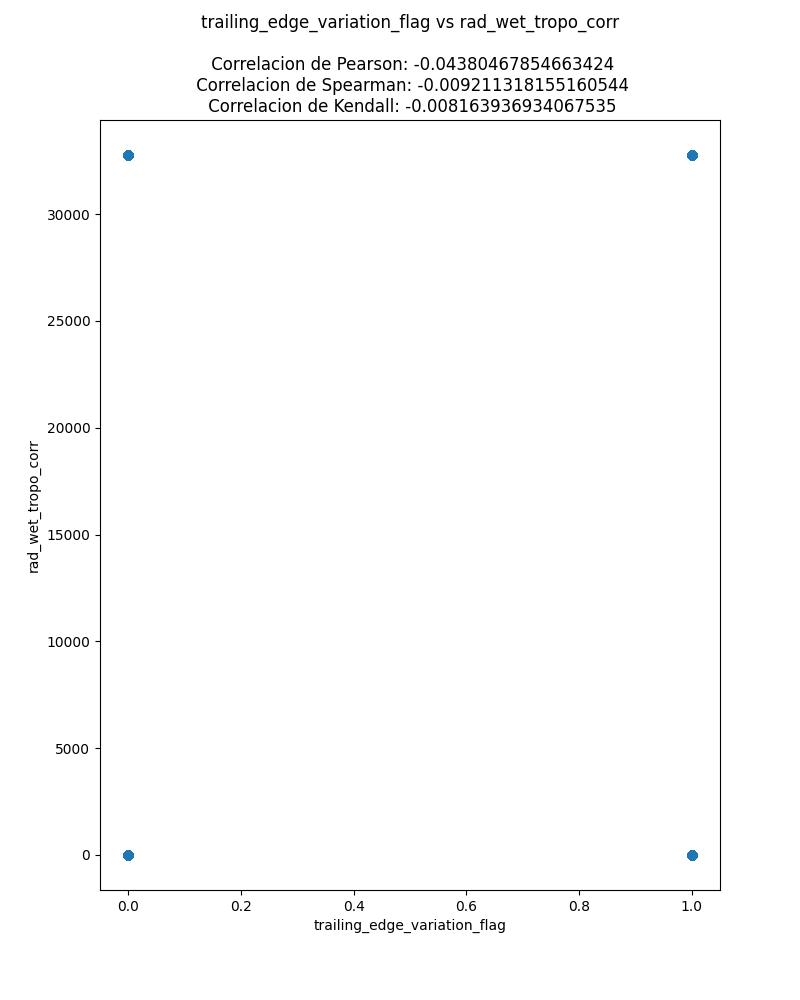 trailing_edge_variation_flag vs rad_wet_tropo_corr
Correlacion de Pearson: -0.04380467854663424
Correlacion de Spearman: -0.009211318155160544
Correlacion de Kendall: -0.008163936934067535
30000
25000
20000
15000
10000
5000
0
rad_wet_tropo_corr
0.0 0.2 0.4 0.6 0.8 1.0
trailing_edge_variation_flag